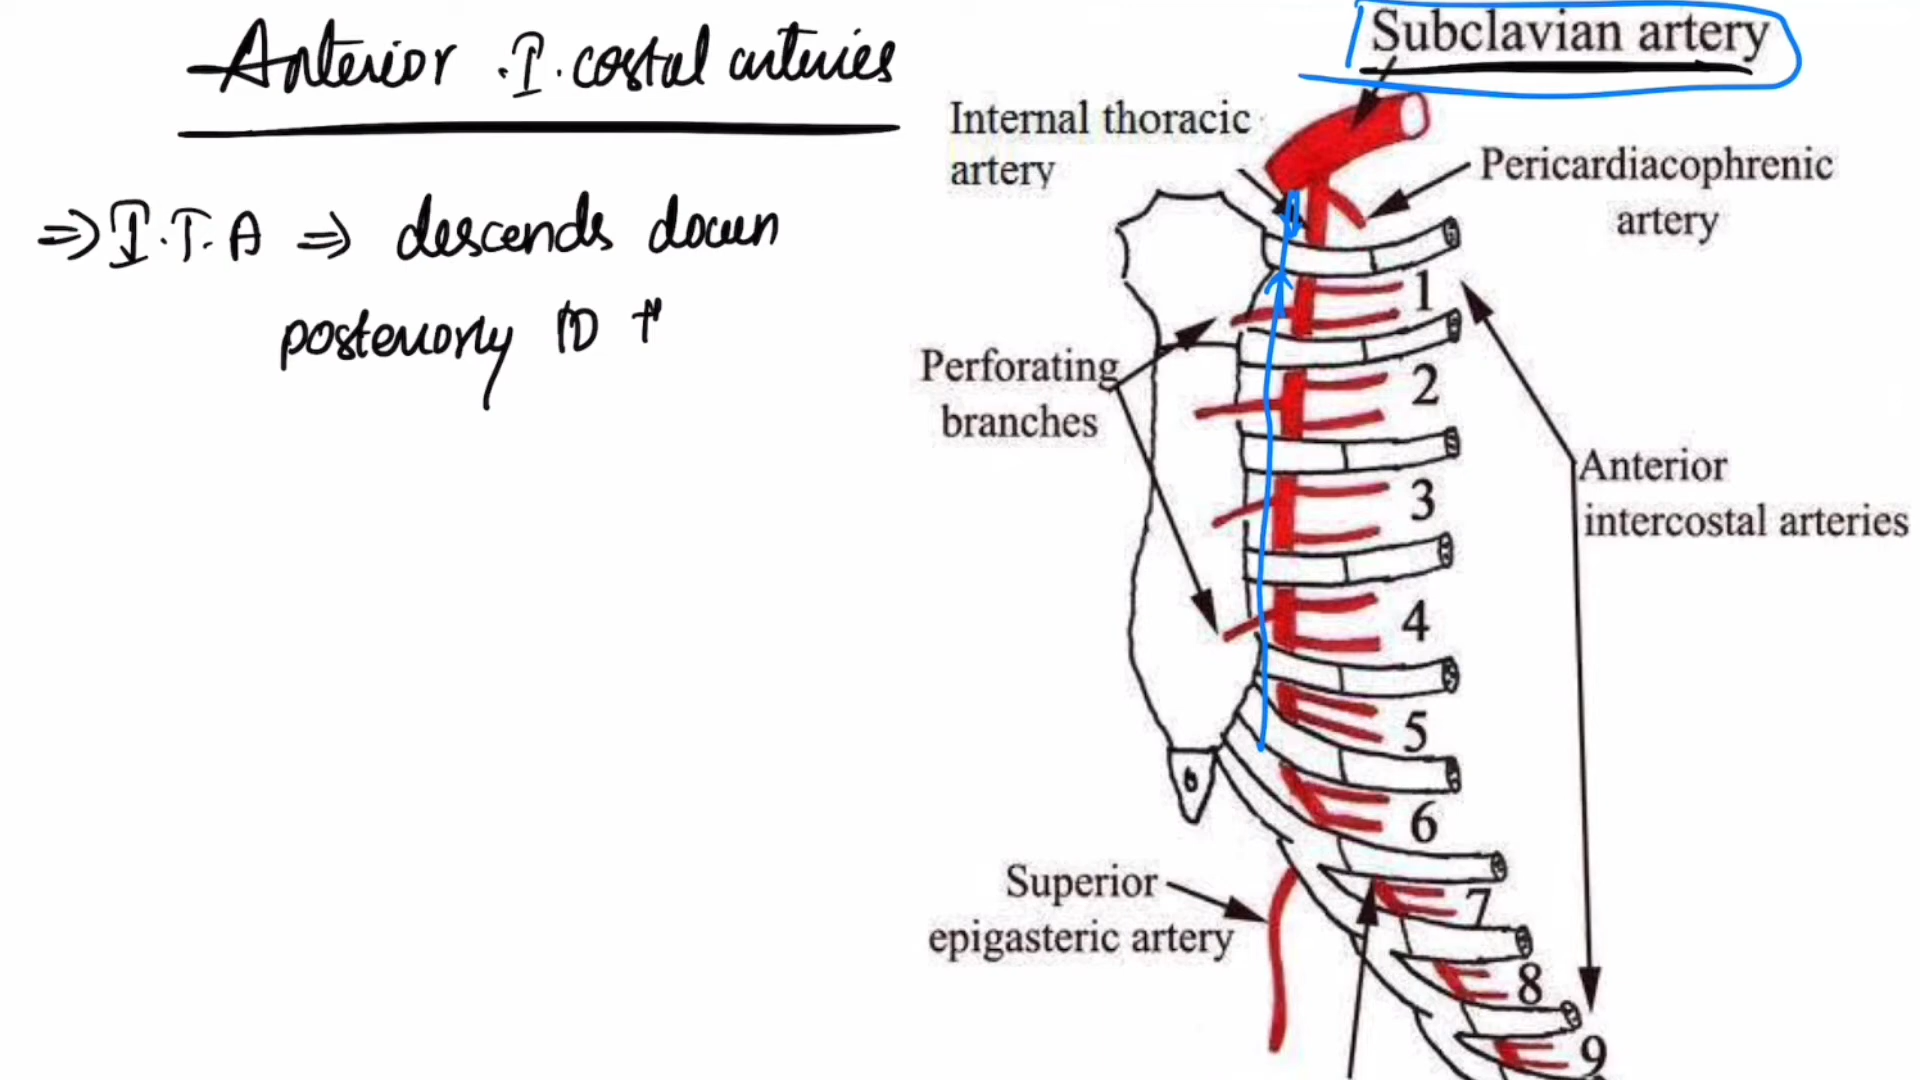 Anterior .I.costal arteries
⇒ I.T.A ⇒ descends down
posteriorly to t
Subclavian artery
Internal thoracic
artery
Pericardiacophrenic
artery
Perforating
branches
Anterior
intercostal arteries
1
2
3
4
5
6
7
8
9
Superior
epigasteric artery